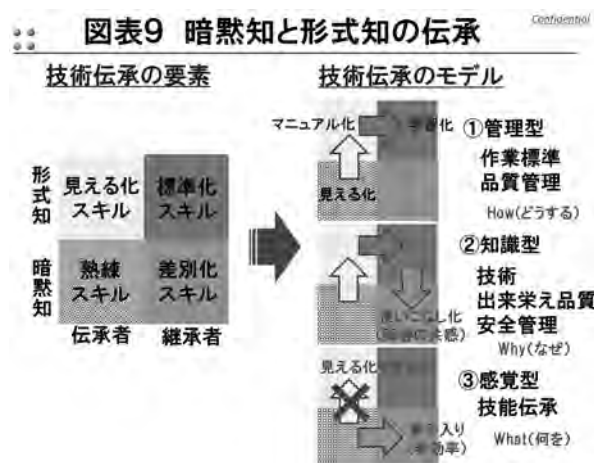 Confidential
図表9 暗黙知と形式知の伝承
技術伝承の要素
技術伝承のモデル
形式知
見える化
スキル
標準化
スキル
暗黙知
熟練
スキル
差別化
スキル
伝承者
継承者
マニュアル化
見える化
①管理型
作業標準
品質管理
How(どうする)
②知識型
技術
出来栄え品質
安全管理
Why(なぜ)
使いこなし化
見える化
③感覚型
技能伝承
What(何を)